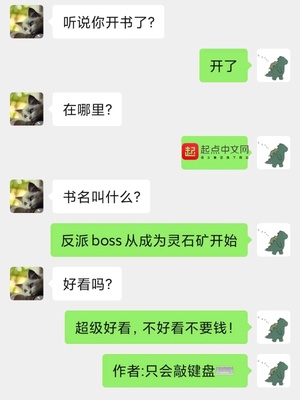 听说你开书了？
开了
在哪里？
起 起点中文网
书名叫什么？
反派boss从成为灵石矿开始
好看吗？
超级好看，不好看不要钱！
作者:只会敲键盘